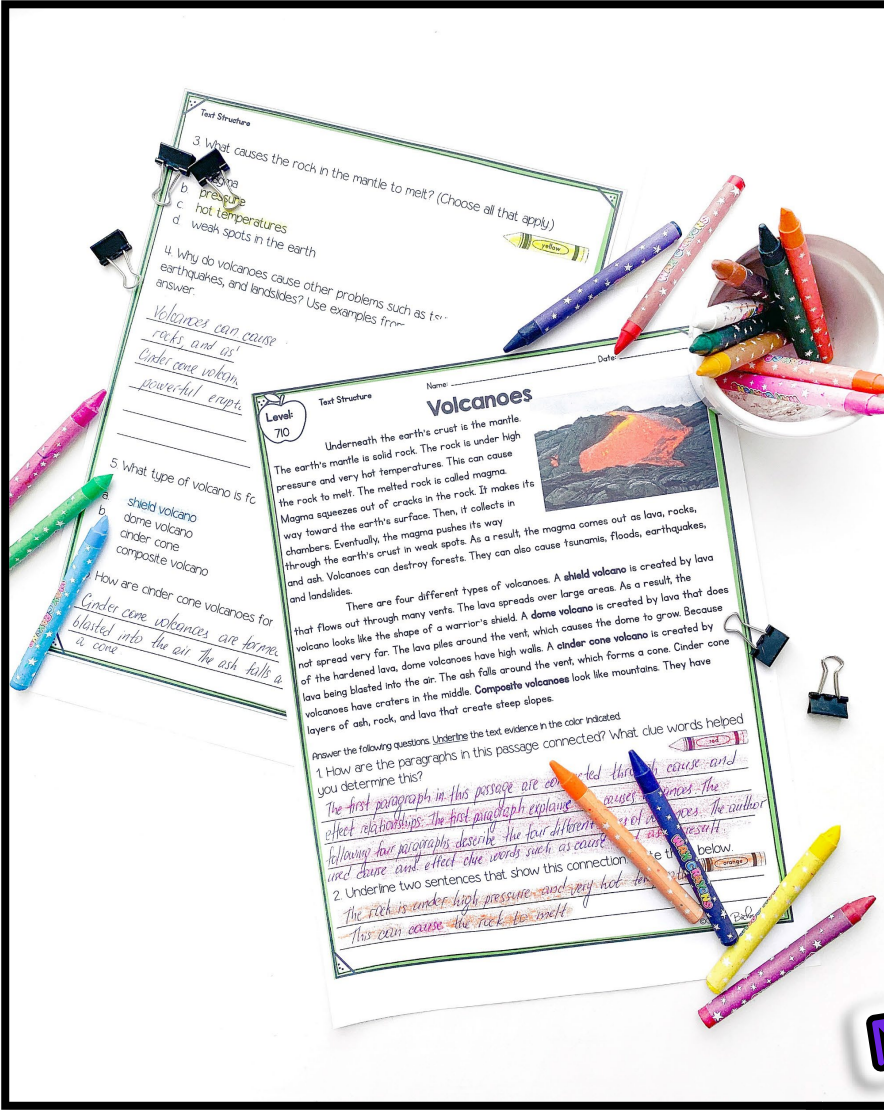 Text Structure
3. What causes the rock in the mantle to melt? (Choose all that apply)
b. pressure
c. hot temperatures
d. weak spots in the earth
yellow
4. Why do volcanoes cause other problems such as
earthquakes, and landslides? Use examples from
answer.
Volcanoes can cause
rocks, and as
Cinder cone volcan
powerful erupt
5. What type of volcano is fo
a. shield volcano
b. dome volcano
cinder cone
composite volcano
How are cinder cone volcanoes for
Cinder cone volcanoes are formed
blasted into the air. The ash falls a
a cone
Level:
710
Text Structure
Name:
Date:
Volcanoes
Underneath the earth's crust is the mantle.
The earth's mantle is solid rock. The rock is under high
pressure and very hot temperatures. This can cause
the rock to melt. The melted rock is called magma.
Magma squeezes out of cracks in the rock. It makes its
way toward the earth's surface. Then, it collects in
chambers. Eventually, the magma pushes its way
through the earth's crust in weak spots. As a result, the magma comes out as lava, rocks,
and ash. Volcanoes can destroy forests. They can also cause tsunamis, floods, earthquakes,
and landslides.
There are four different types of volcanoes. A shield volcano is created by lava
that flows out through many vents. The lava spreads over large areas. As a result, the
volcano looks like the shape of a warrior's shield. A dome volcano is created by lava that does
not spread very far. The lava piles around the vent, which causes the dome to grow. Because
of the hardened lava, dome volcanoes have high walls. A cinder cone volcano is created by
lava being blasted into the air. The ash falls around the vent, which forms a cone. Cinder cone
volcanoes have craters in the middle. Composite volcanoes look like mountains. They have
layers of ash, rock, and lava that create steep slopes.
Answer the following questions. Underline the text evidence in the color indicated.
1. How are the paragraphs in this passage connected? What clue words helped
you determine this?
red
The first paragraph in this passage are connected through cause and
effect relationships. The first paragraph explains causes The
following four paragraphs describe the four different of The author
used cause and effect clue words such as cause as result
2. Underline two sentences that show this connection. below.
orange
The rock is under high pressure and very hot
This can cause the rock to melt
WAX CRAYONS